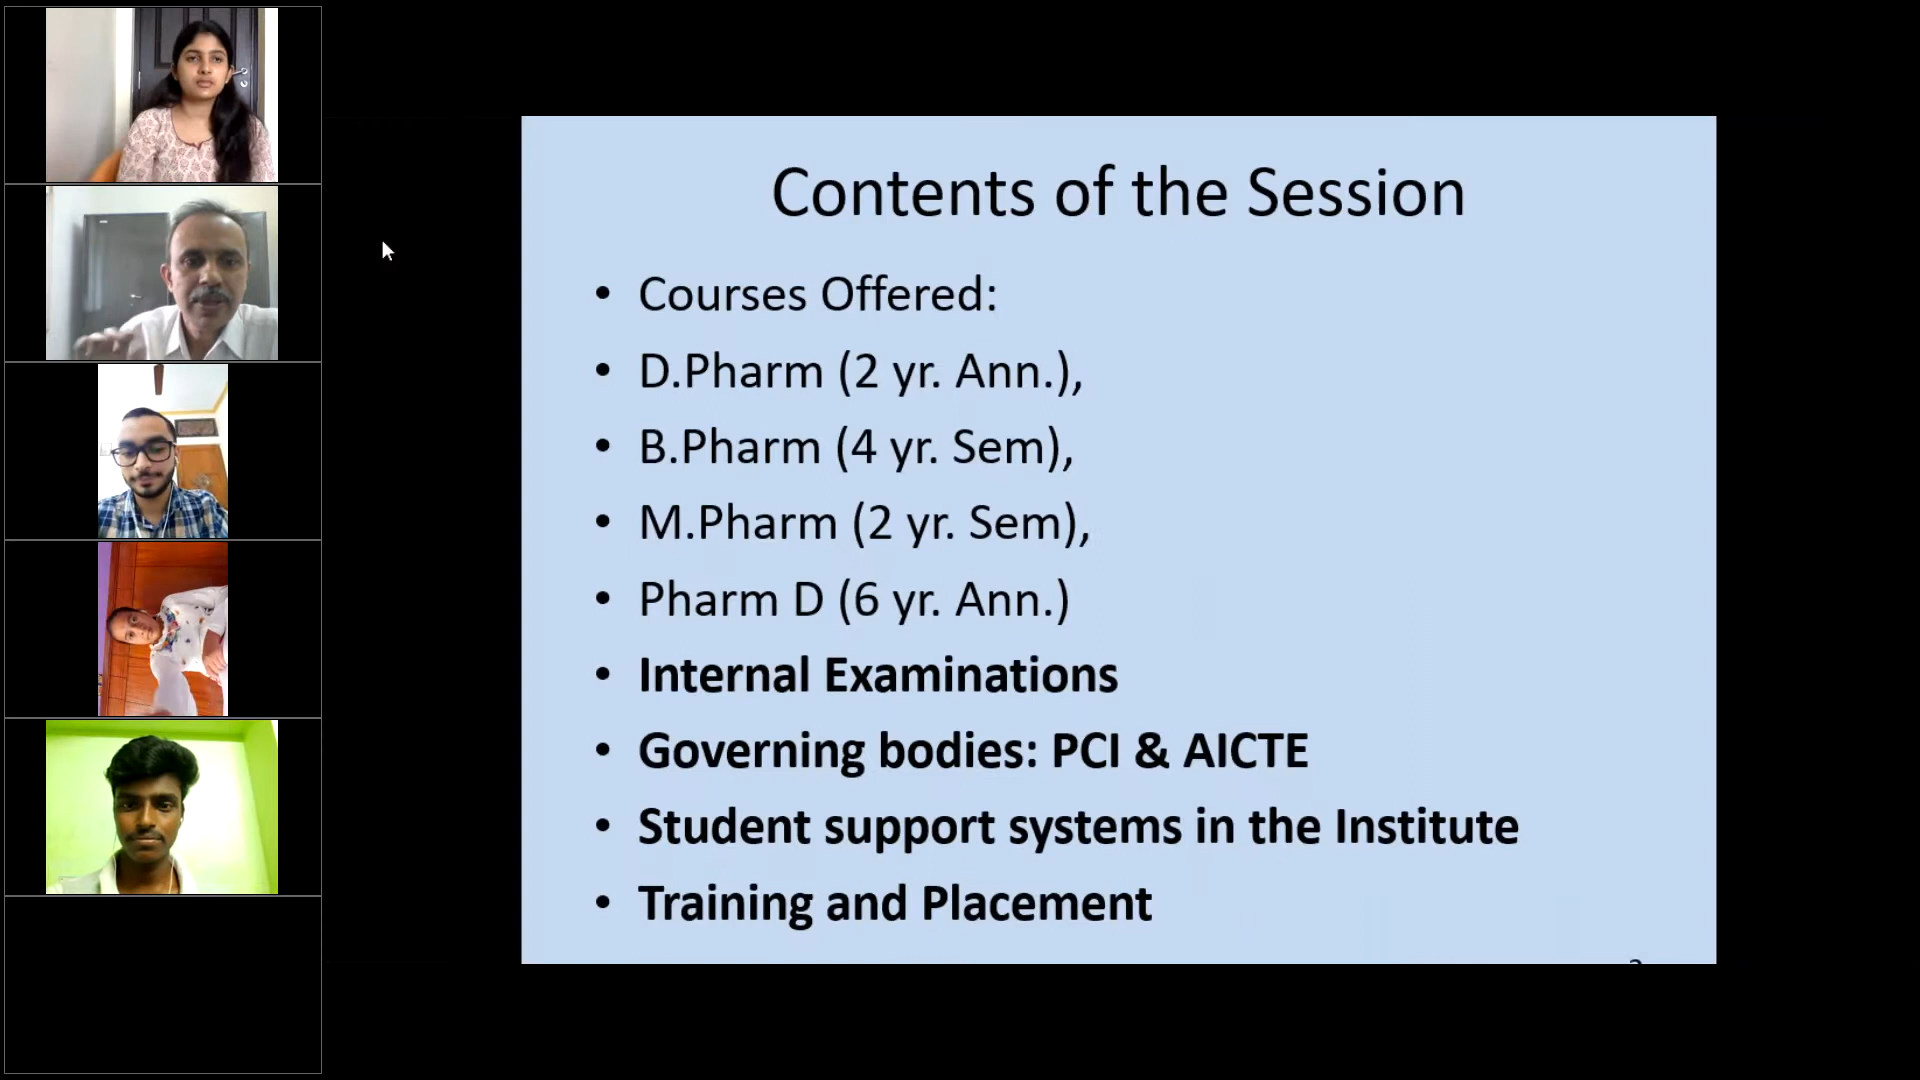 Contents of the Session
• Courses Offered:
• D.Pharm (2 yr. Ann.),
• B.Pharm (4 yr. Sem),
• M.Pharm (2 yr. Sem),
• Pharm D (6 yr. Ann.)
• Internal Examinations
• Governing bodies: PCI & AICTE
• Student support systems in the Institute
• Training and Placement